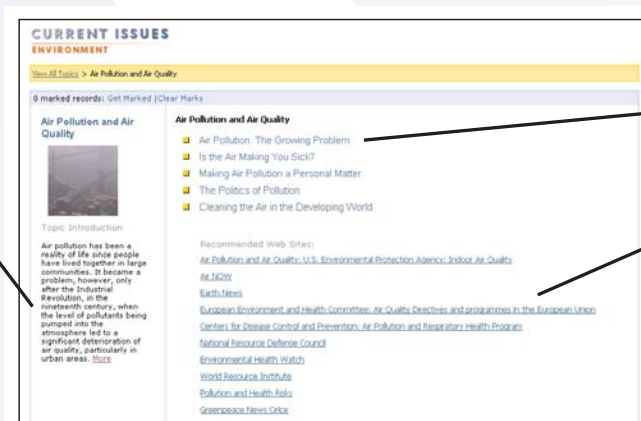 CURRENT ISSUES
ENVIRONMENT
View All Topics > Air Pollution and Air Quality
0 marked records: Get Marked |Clear Marks
Air Pollution and Air
Quality
Topic Introduction
Air pollution has been a
reality of life since people
have lived together in large
communities. It became a
problem, however, only
after the Industrial
Revolution, in the
nineteenth century, when
the level of pollutants being
pumped into the
atmosphere led to a
significant deterioration of
air quality, particularly in
urban areas. More
Air Pollution and Air Quality
Air Pollution: The Growing Problem
Is the Air Making You Sick?
Making Air Pollution a Personal Matter
The Politics of Pollution
Cleaning the Air in the Developing World
Recommended Web Sites:
Air Pollution and Air Quality: U.S. Environmental Protection Agency: Indoor Air Quality
Air NOW
Earth News
European Environment and Health Committee: Air Quality Directives and programmes in the European Union
Centers for Disease Control and Prevention: Air Pollution and Respiratory Health Program
National Resource Defense Council
Environmental Health Watch
World Resource Institute
Pollution and Health Risks
Greenpeace News Orice